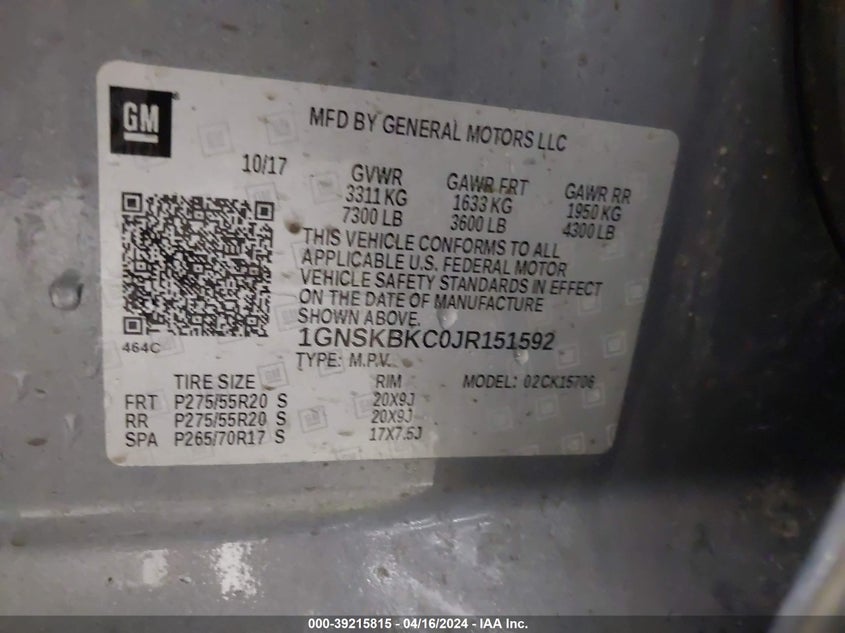 GM
MFD BY GENERAL MOTORS LLC
10/17
GVWR GAWR FRT GAWR RR
3311 KG 1633 KG 1950 KG
7300 LB 3600 LB 4300 LB
THIS VEHICLE CONFORMS TO ALL
APPLICABLE U.S. FEDERAL MOTOR
VEHICLE SAFETY STANDARDS IN EFFECT
ON THE DATE OF MANUFACTURE
SHOWN ABOVE.
464C
1GNSKBKC0JR151592
TYPE: M.P.V.
TIRE SIZE RIM MODEL: 02CK15706
FRT P275/55R20 S 20X9J
RR P275/55R20 S 20X9J
SPA P265/70R17 S 17X7.5J
000-39215815 - 04/16/2024 - IAA Inc.